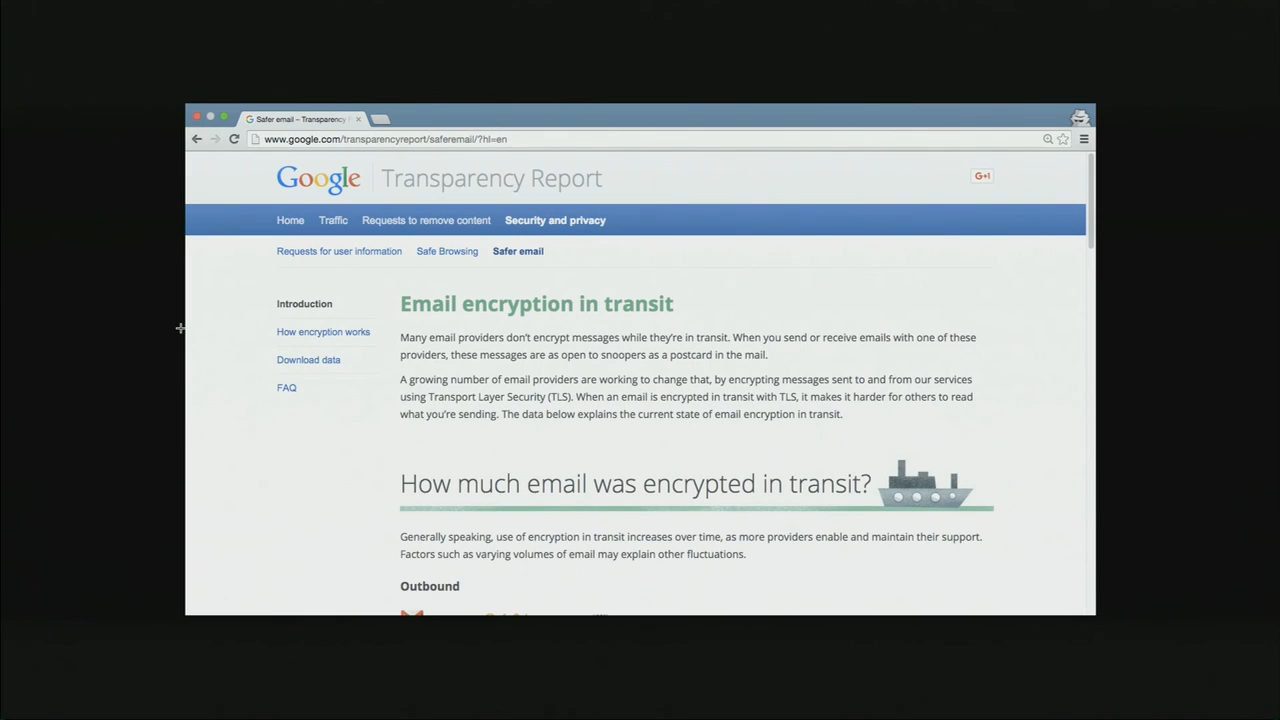 Safer email – Transparency
www.google.com/transparencyreport/saferemail/?hl=en
Google Transparency Report
G+1
Home Traffic Requests to remove content Security and privacy
Requests for user information Safe Browsing Safer email
Introduction
How encryption works
Download data
FAQ
Email encryption in transit
Many email providers don't encrypt messages while they're in transit. When you send or receive emails with one of these
providers, these messages are as open to snoopers as a postcard in the mail.
A growing number of email providers are working to change that, by encrypting messages sent to and from our services
using Transport Layer Security (TLS). When an email is encrypted in transit with TLS, it makes it harder for others to read
what you're sending. The data below explains the current state of email encryption in transit.
How much email was encrypted in transit?
Generally speaking, use of encryption in transit increases over time, as more providers enable and maintain their support.
Factors such as varying volumes of email may explain other fluctuations.
Outbound